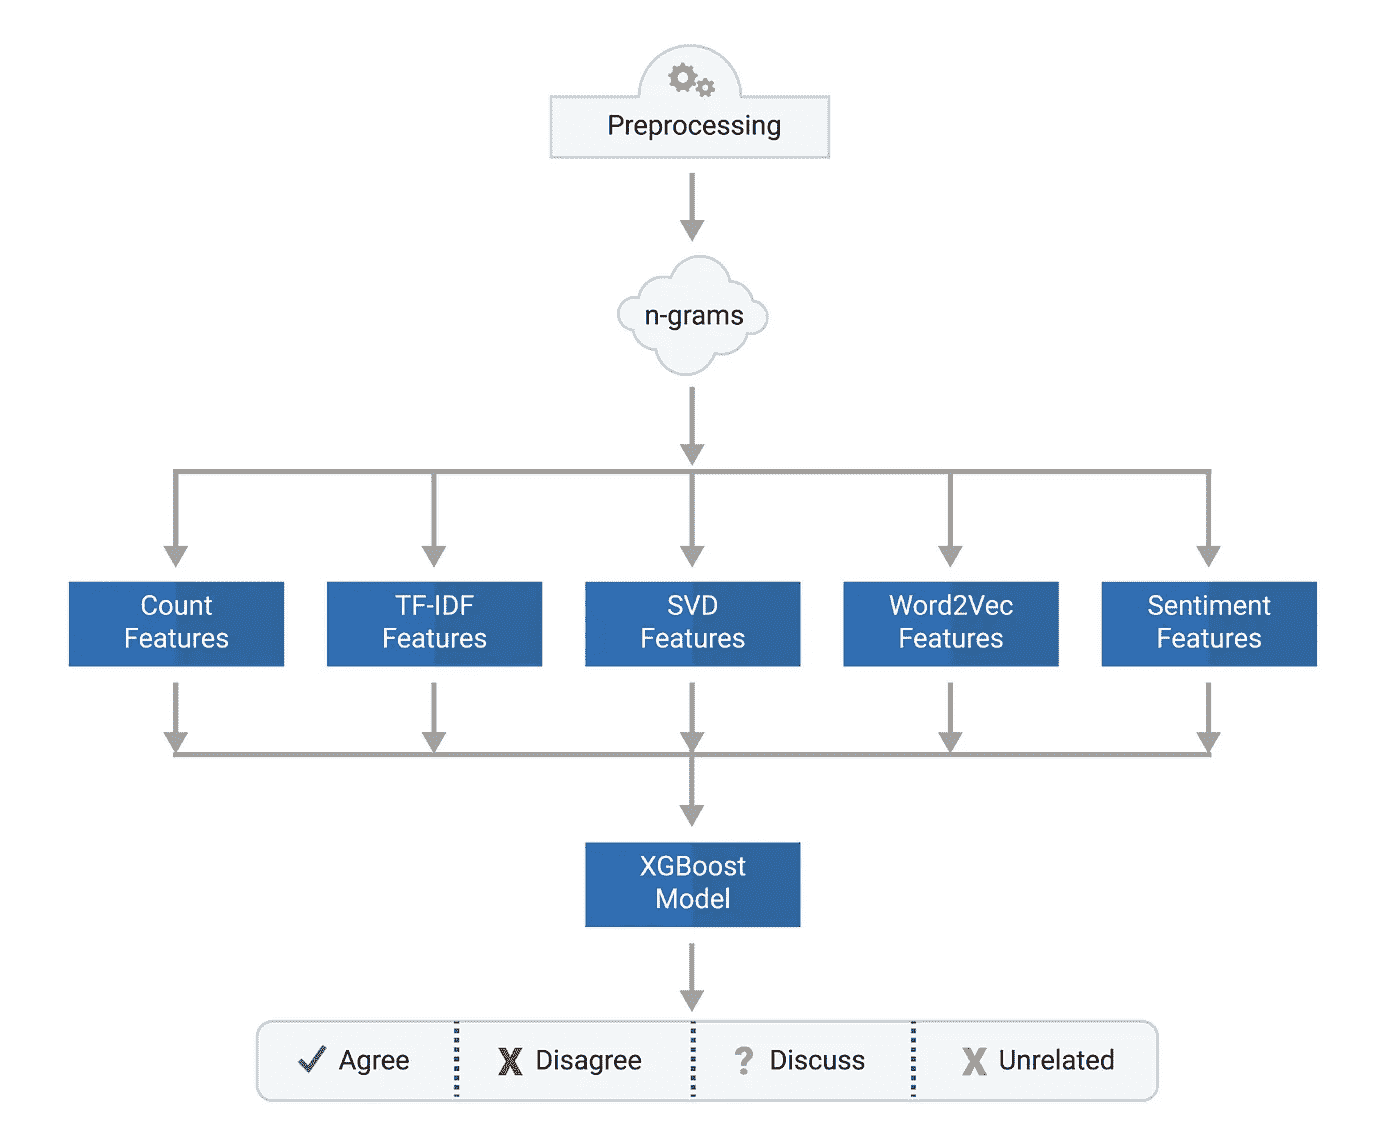 Preprocessing
n-grams
Count
Features
TF-IDF
Features
SVD
Features
Word2Vec
Features
Sentiment
Features
XGBoost
Model
Agree
Disagree
? Discuss
Unrelated